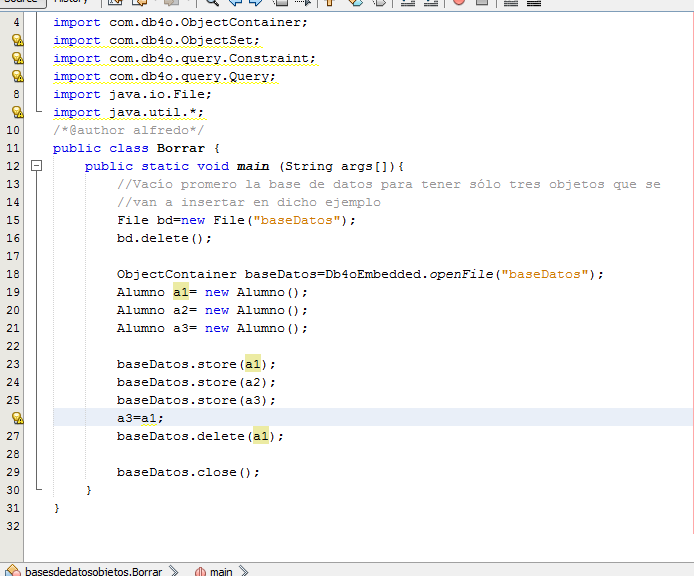 Source History
4 import com.db4o.ObjectContainer;
import com.db4o.ObjectSet;
import com.db4o.query.Constraint;
import com.db4o.query.Query;
8 import java.io.File;
import java.util.*;
10 /*@author alfredo*/
11 public class Borrar {
12 public static void main (String args[]){
13 //Vacío promero la base de datos para tener sólo tres objetos que se
14 //van a insertar en dicho ejemplo
15 File bd=new File("baseDatos");
16 bd.delete();
17
18 ObjectContainer baseDatos=Db4oEmbedded.openFile("baseDatos");
19 Alumno a1= new Alumno();
20 Alumno a2= new Alumno();
21 Alumno a3= new Alumno();
22
23 baseDatos.store(a1);
24 baseDatos.store(a2);
25 baseDatos.store(a3);
a3=a1;
27 baseDatos.delete(a1);
28
29 baseDatos.close();
30 }
31 }
32
basesdedatosobjetos.Borrar main